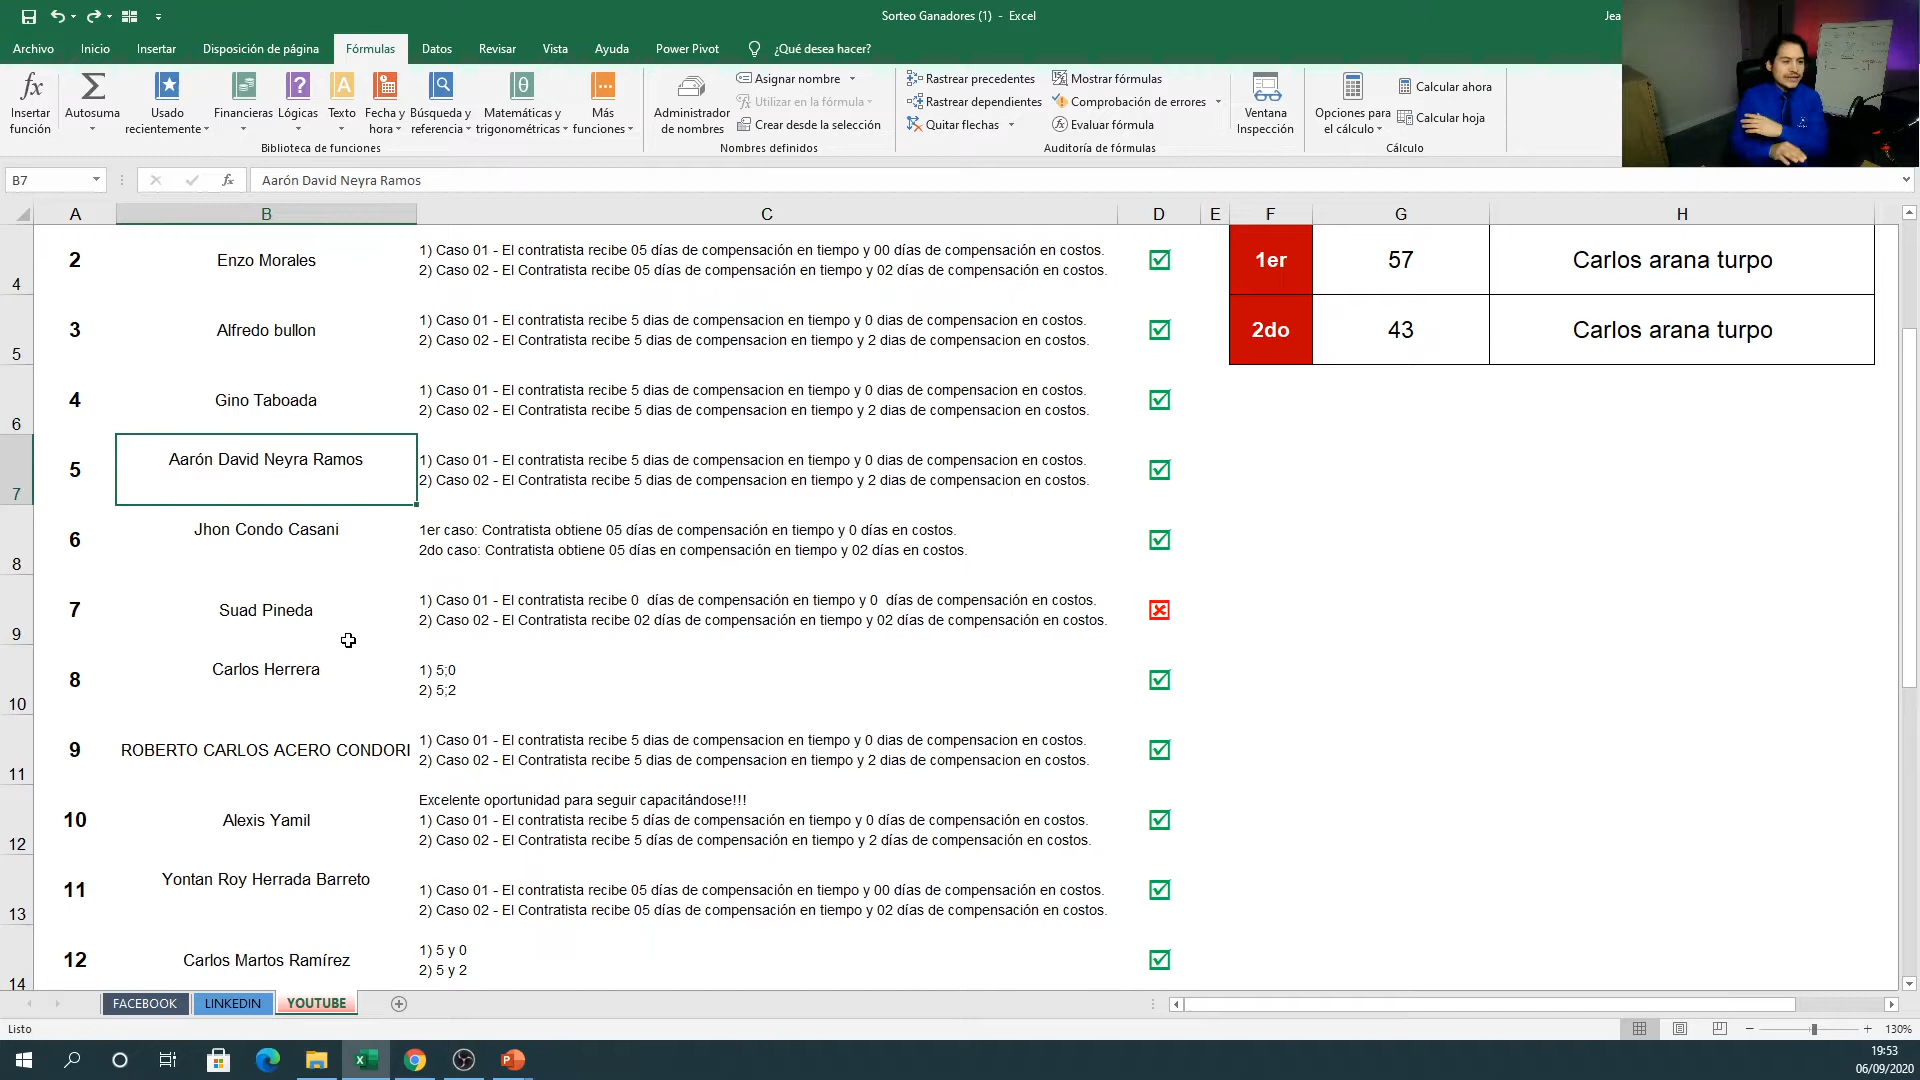 Sorteo Ganadores (1) - Excel
Jea
Archivo
Inicio
Insertar
Disposición de página
Fórmulas
Datos
Revisar
Vista
Ayuda
Power Pivot
¿Qué desea hacer?
fx
Insertar
función
Autosuma
Usado
recientemente
Financieras
Lógicas
Texto
Fecha y
hora
Búsqueda y
referencia
Matemáticas y
trigonométricas
Más
funciones
Biblioteca de funciones
Administrador
de nombres
Asignar nombre
Utilizar en la fórmula
Crear desde la selección
Nombres definidos
Rastrear precedentes
Rastrear dependientes
Quitar flechas
Mostrar fórmulas
Comprobación de errores
Evaluar fórmula
Auditoría de fórmulas
Ventana
Inspección
Opciones para
el cálculo
Calcular ahora
Calcular hoja
Cálculo
B7
fx
Aarón David Neyra Ramos
A B C D E F G H
4
2
Enzo Morales
1) Caso 01 - El contratista recibe 05 días de compensación en tiempo y 00 días de compensación en costos.
2) Caso 02 - El Contratista recibe 05 días de compensación en tiempo y 02 días de compensación en costos.
1er
57
Carlos arana turpo
5
3
Alfredo bullon
1) Caso 01 - El contratista recibe 5 dias de compensacion en tiempo y 0 dias de compensacion en costos.
2) Caso 02 - El Contratista recibe 5 dias de compensacion en tiempo y 2 dias de compensacion en costos.
2do
43
Carlos arana turpo
6
4
Gino Taboada
1) Caso 01 - El contratista recibe 5 dias de compensacion en tiempo y 0 dias de compensacion en costos.
2) Caso 02 - El Contratista recibe 5 dias de compensacion en tiempo y 2 dias de compensacion en costos.
7
5
Aarón David Neyra Ramos
1) Caso 01 - El contratista recibe 5 dias de compensacion en tiempo y 0 dias de compensacion en costos.
2) Caso 02 - El Contratista recibe 5 dias de compensacion en tiempo y 2 dias de compensacion en costos.
8
6
Jhon Condo Casani
1er caso: Contratista obtiene 05 días de compensación en tiempo y 0 días en costos.
2do caso: Contratista obtiene 05 días en compensación en tiempo y 02 días en costos.
9
7
Suad Pineda
1) Caso 01 - El contratista recibe 0 días de compensación en tiempo y 0 días de compensación en costos.
2) Caso 02 - El Contratista recibe 02 días de compensación en tiempo y 02 días de compensación en costos.
10
8
Carlos Herrera
1) 5;0
2) 5;2
11
9
ROBERTO CARLOS ACERO CONDORI
1) Caso 01 - El contratista recibe 5 dias de compensacion en tiempo y 0 dias de compensacion en costos.
2) Caso 02 - El Contratista recibe 5 dias de compensacion en tiempo y 2 dias de compensacion en costos.
12
10
Alexis Yamil
Excelente oportunidad para seguir capacitándose!!!
1) Caso 01 - El contratista recibe 5 días de compensación en tiempo y 0 días de compensación en costos.
2) Caso 02 - El Contratista recibe 5 días de compensación en tiempo y 2 días de compensación en costos.
13
11
Yontan Roy Herrada Barreto
1) Caso 01 - El contratista recibe 05 días de compensación en tiempo y 00 días de compensación en costos.
2) Caso 02 - El Contratista recibe 05 días de compensación en tiempo y 02 días de compensación en costos.
14
12
Carlos Martos Ramírez
1) 5 y 0
2) 5 y 2
FACEBOOK
LINKEDIN
YOUTUBE
Listo
130%
19:53
06/09/2020